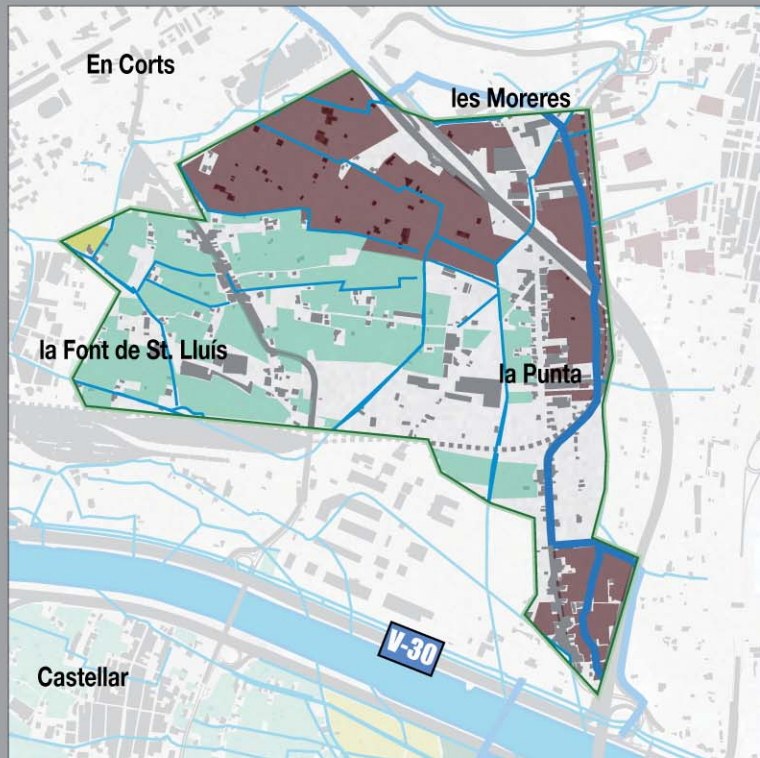 En Corts
les Moreres
la Font de St. Lluís
la Punta
V-30
Castellar